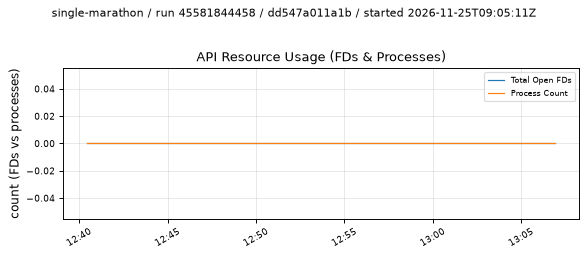 single-marathon / run 45581844458 / dd547a011a1b / started 2026-11-25T09:05:11Z
API Resource Usage (FDs & Processes)
count (FDs vs processes)
0.04
0.02
0.00
−0.02
−0.04
Total Open FDs
Process Count
12:40
12:45
12:50
12:55
13:00
13:05